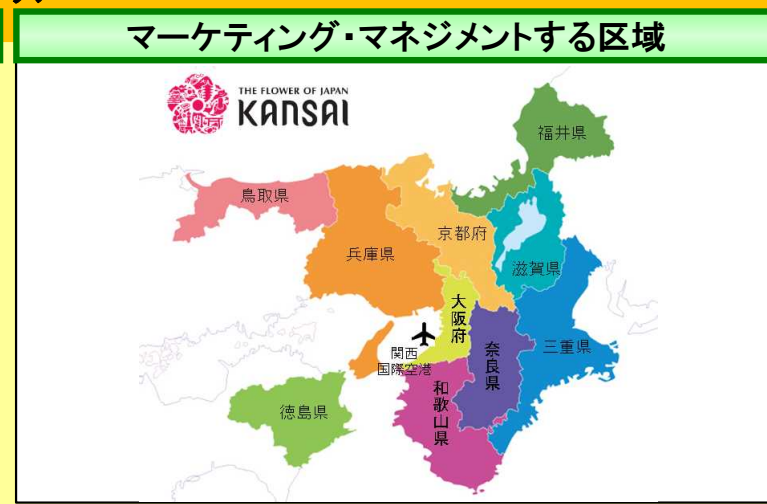 マーケティング・マネジメントする区域
THE FLOWER OF JAPAN
KANSAI
福井県
鳥取県
京都府
兵庫県
滋賀県
大阪府
三重県
奈良県
関西
国際空港
和歌山県
徳島県